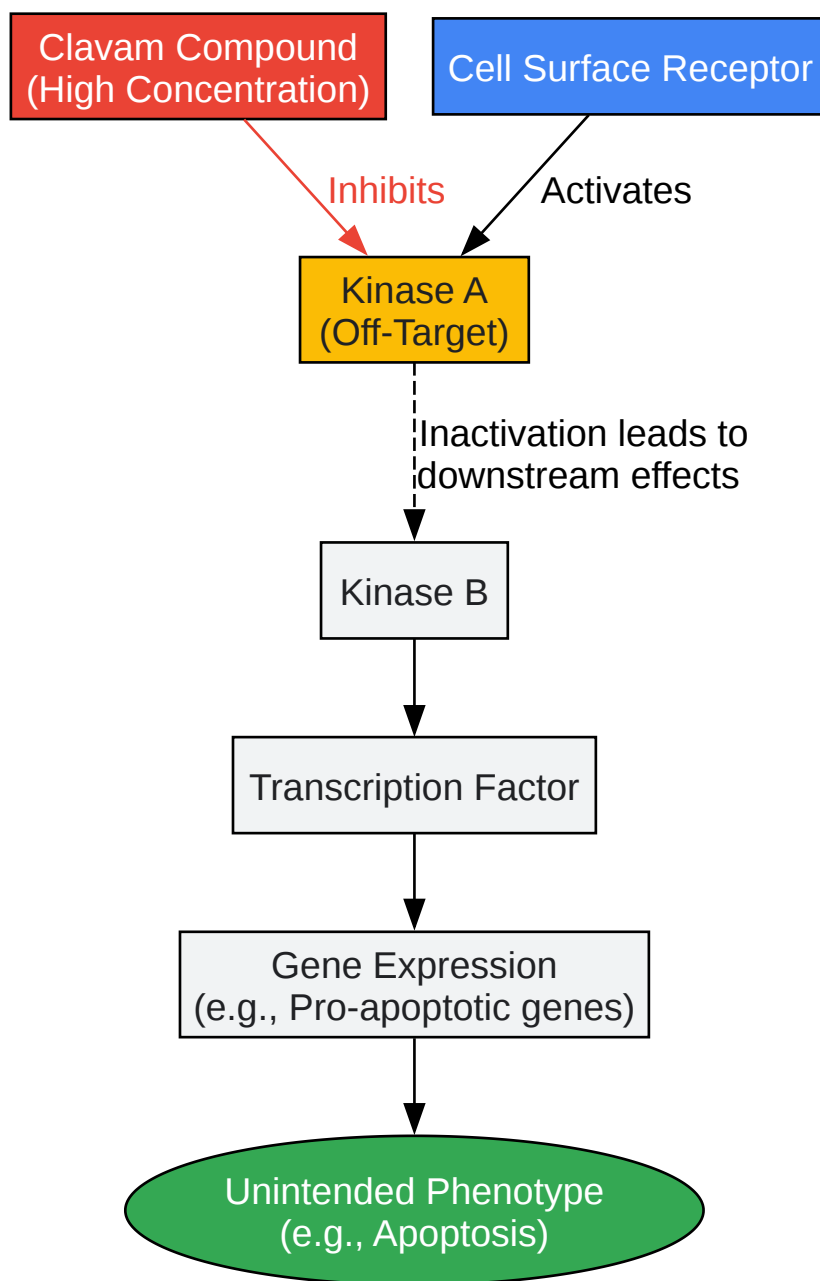 Clavam Compound
(High Concentration)
Cell Surface Receptor
Inhibits
Activates
Kinase A
(Off-Target)
Inactivation leads to
downstream effects
Kinase B
Transcription Factor
Gene Expression
(e.g., Pro-apoptotic genes)
Unintended Phenotype
(e.g., Apoptosis)